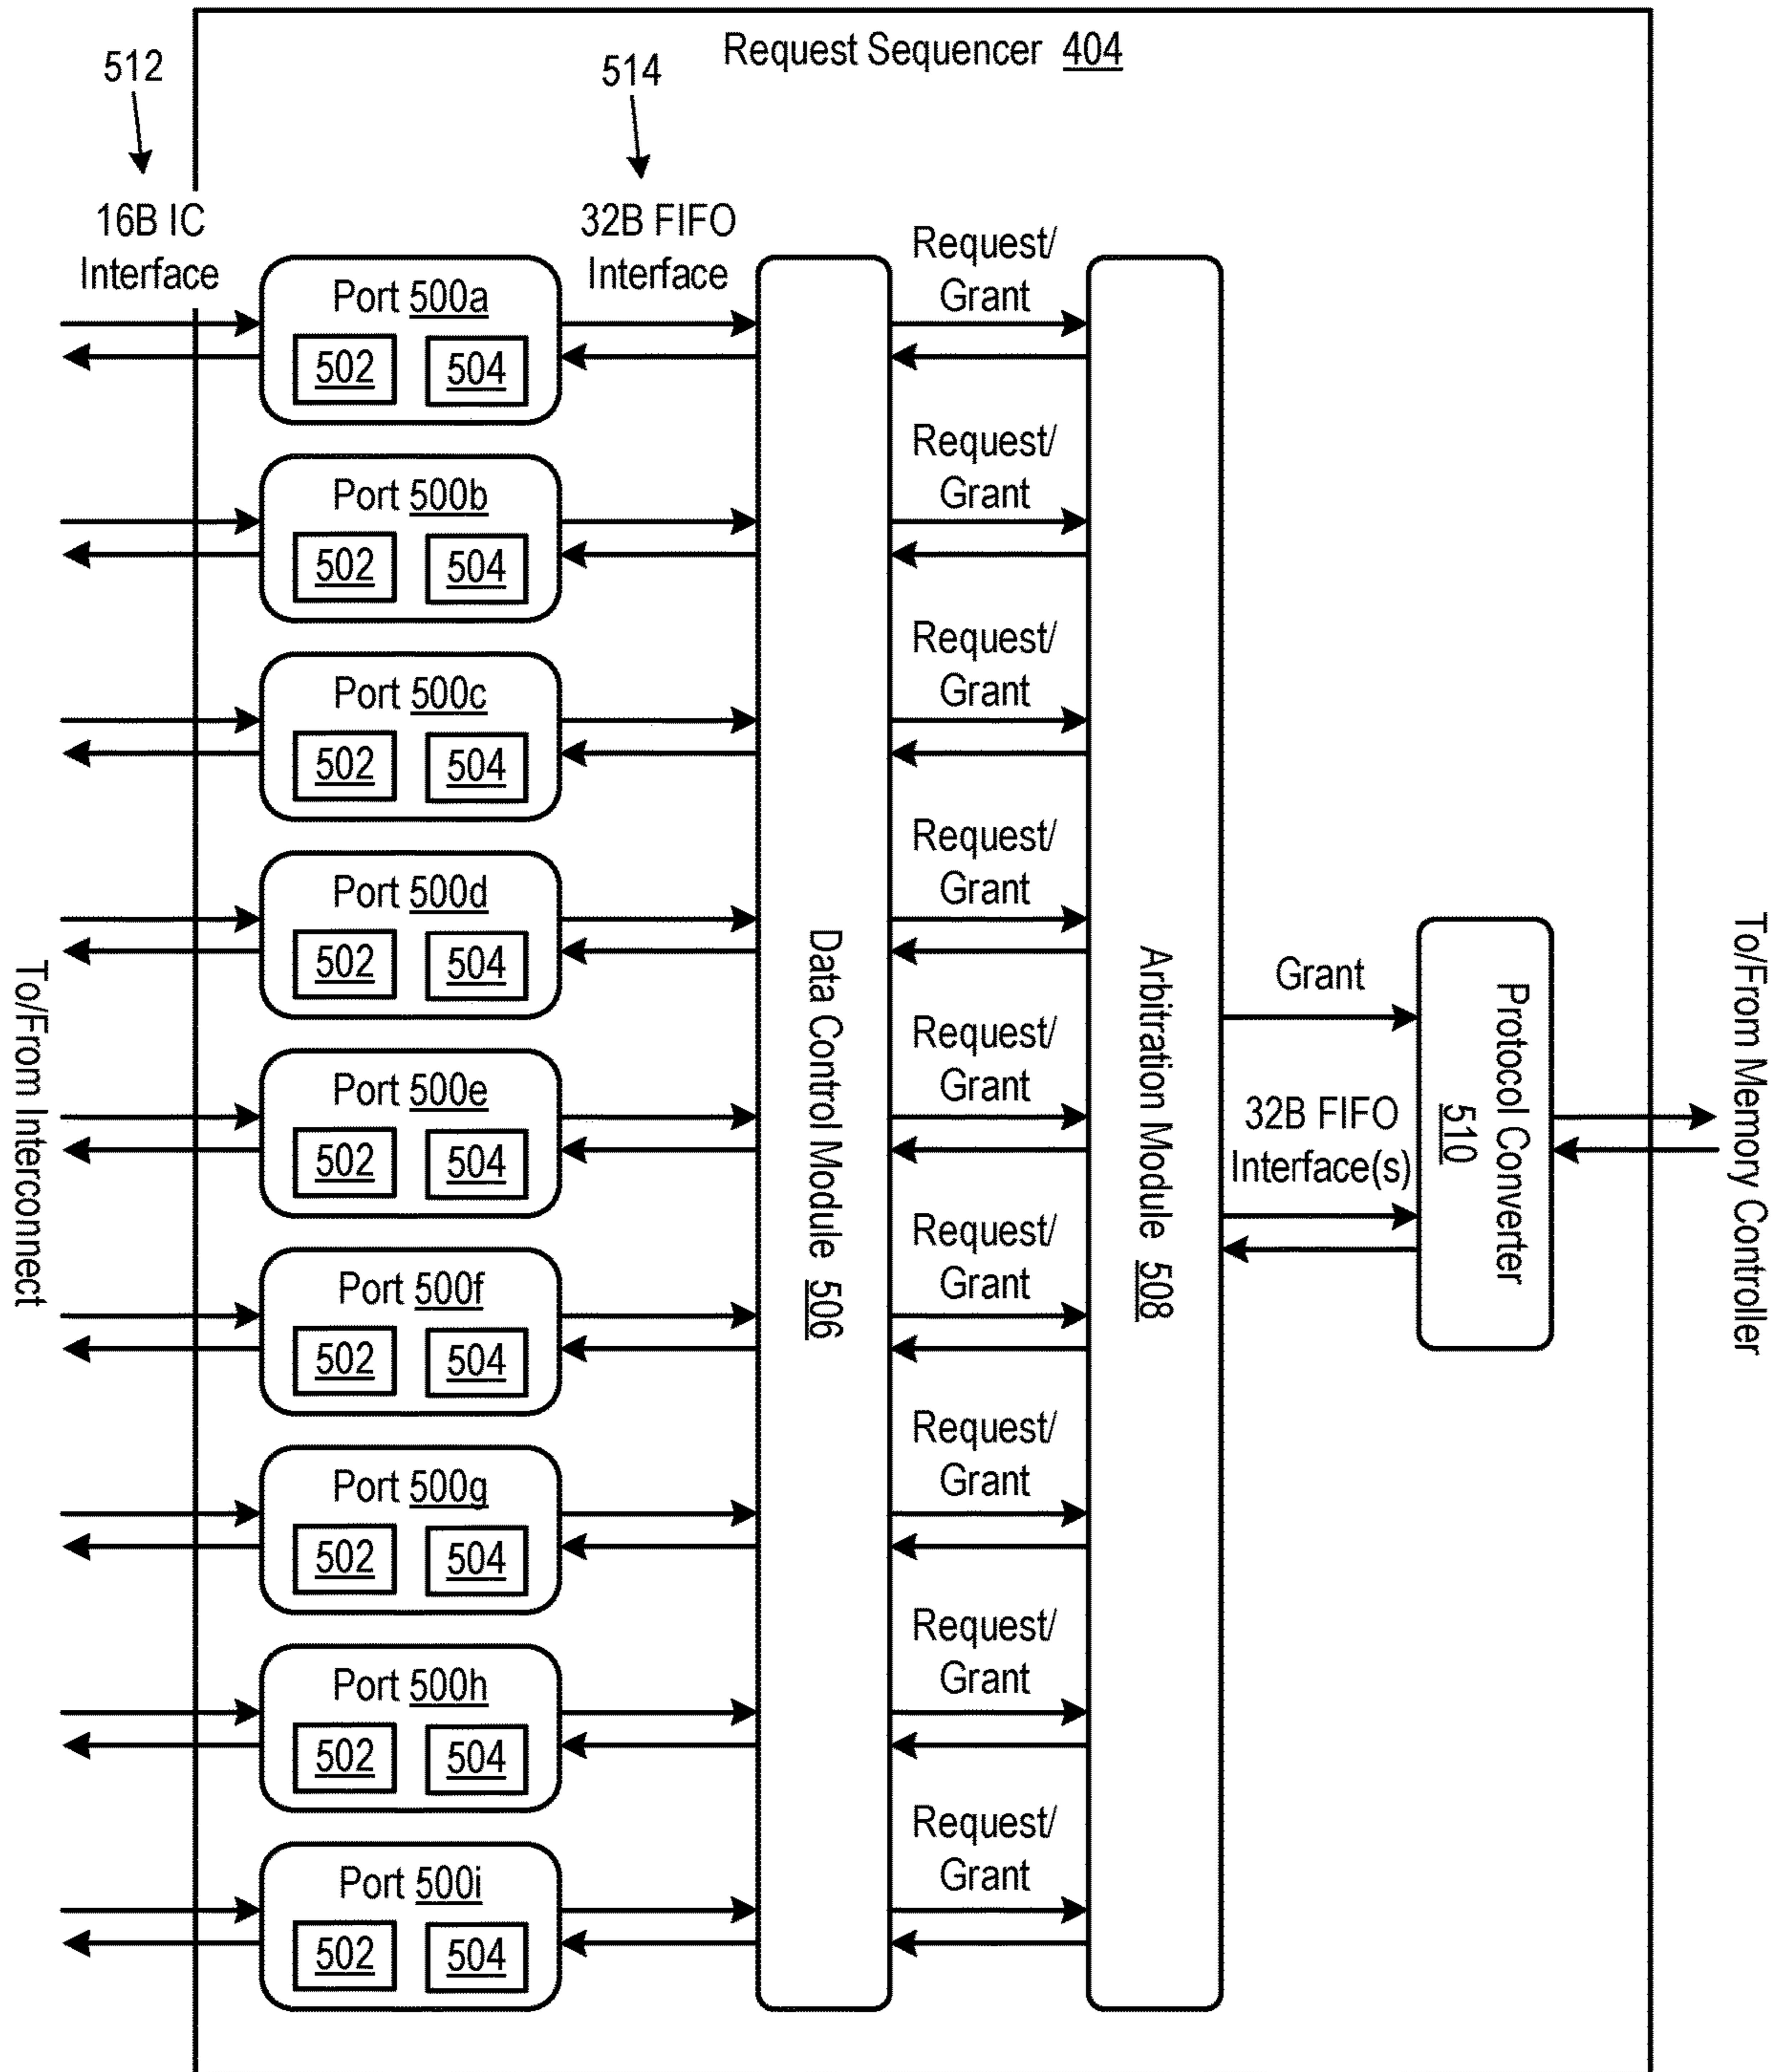 Request Sequencer 404
512
514
16B IC
Interface
32B FIFO
Interface
Request/
Grant
Port 500a
502
504
Request/
Grant
Port 500b
502
504
Request/
Grant
Port 500c
502
504
Request/
Grant
Port 500d
502
504
Request/
Grant
Port 500e
502
504
Request/
Grant
Port 500f
502
504
Request/
Grant
Port 500g
502
504
Request/
Grant
Port 500h
502
504
Request/
Grant
Port 500i
502
504
To/From Interconnect
Data Control Module 506
Arbitration Module 508
Grant
32B FIFO
Interface(s)
Protocol Converter
510
To/From Memory Controller